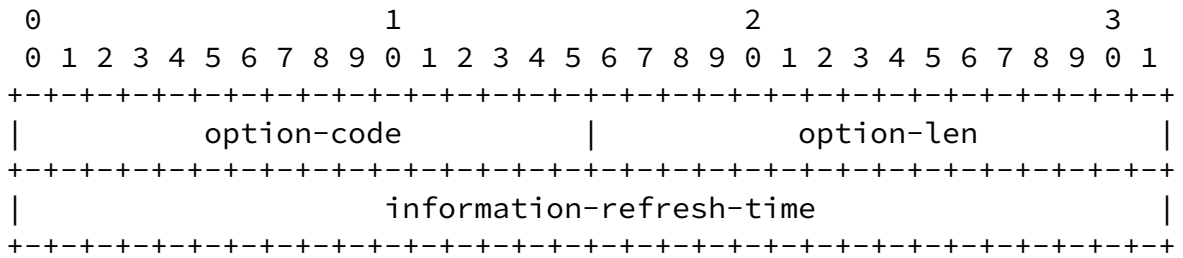 0                   1                   2                   3
 0 1 2 3 4 5 6 7 8 9 0 1 2 3 4 5 6 7 8 9 0 1 2 3 4 5 6 7 8 9 0 1
+-+-+-+-+-+-+-+-+-+-+-+-+-+-+-+-+-+-+-+-+-+-+-+-+-+-+-+-+-+-+-+-+
|          option-code          |           option-len          |
+-+-+-+-+-+-+-+-+-+-+-+-+-+-+-+-+-+-+-+-+-+-+-+-+-+-+-+-+-+-+-+-+
|                    information-refresh-time                   |
+-+-+-+-+-+-+-+-+-+-+-+-+-+-+-+-+-+-+-+-+-+-+-+-+-+-+-+-+-+-+-+-+